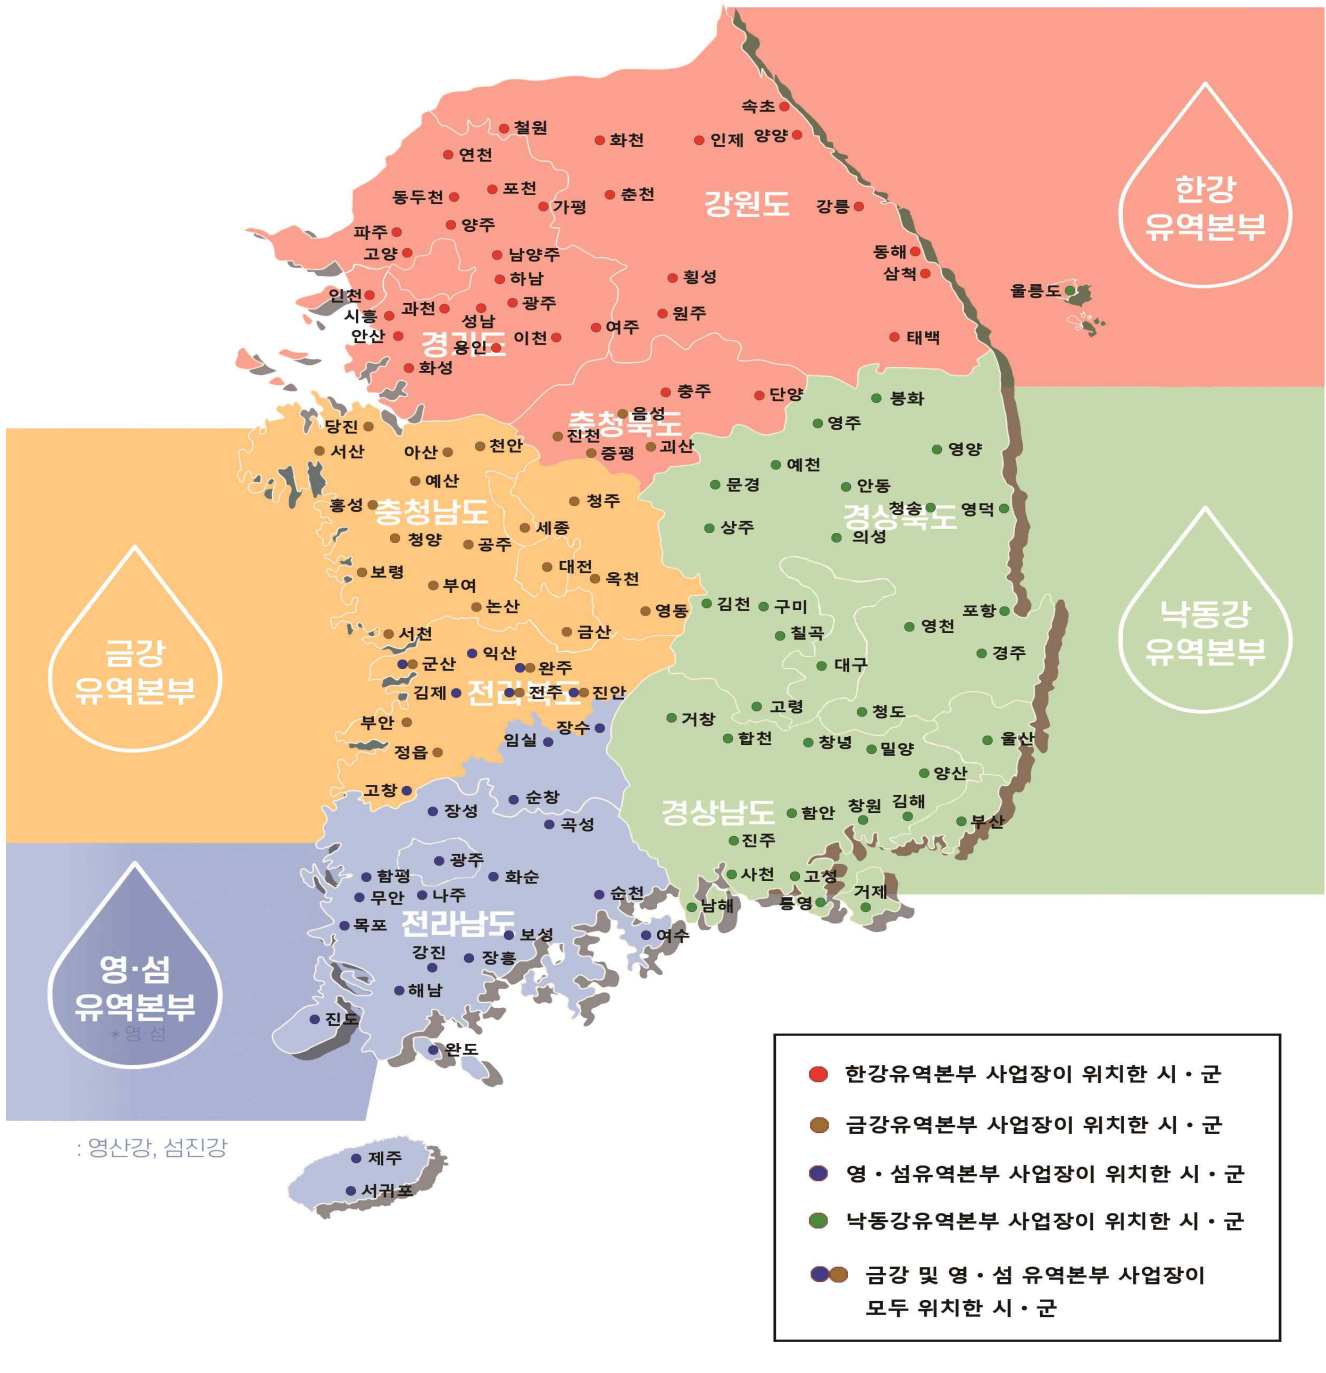 속초
철원
화천
인제
양양
연천
포천
춘천
동두천
가평
강원도
강릉
한강
유역본부
양주
파주
고양
남양주
동해
삼척
하남
횡성
울릉도
인천
과천
광주
시흥
성남
원주
여주
안산
이천
경기도
용인
태백
화성
충주
단양
봉화
음성
충청북도
영주
당진
진천
천안
괴산
증평
서산
아산
영양
예천
예산
문경
안동
홍성
충청남도
청주
청송
영덕
경상북도
세종
상주
의성
청양
공주
대전
보령
옥천
부여
논산
영동
김천
구미
포항
낙동강
유역본부
서천
금산
칠곡
영천
금강
유역본부
익산
군산
완주
대구
경주
김제
전라북도
전주
진안
고령
청도
부안
장수
거창
임실
합천
창녕
밀양
울산
정읍
양산
고창
순창
장성
경상남도
함안
창원
김해
곡성
부산
진주
광주
함평
화순
사천
고성
무안
나주
순천
남해
통영
거제
목포
전라남도
보성
여수
강진
장흥
영·섬
유역본부
* 영·섬
해남
진도
완도
: 영산강, 섬진강
제주
서귀포
한강유역본부 사업장이 위치한 시・군
금강유역본부 사업장이 위치한 시・군
영・섬유역본부 사업장이 위치한 시・군
낙동강유역본부 사업장이 위치한 시・군
금강 및 영・섬 유역본부 사업장이
모두 위치한 시・군